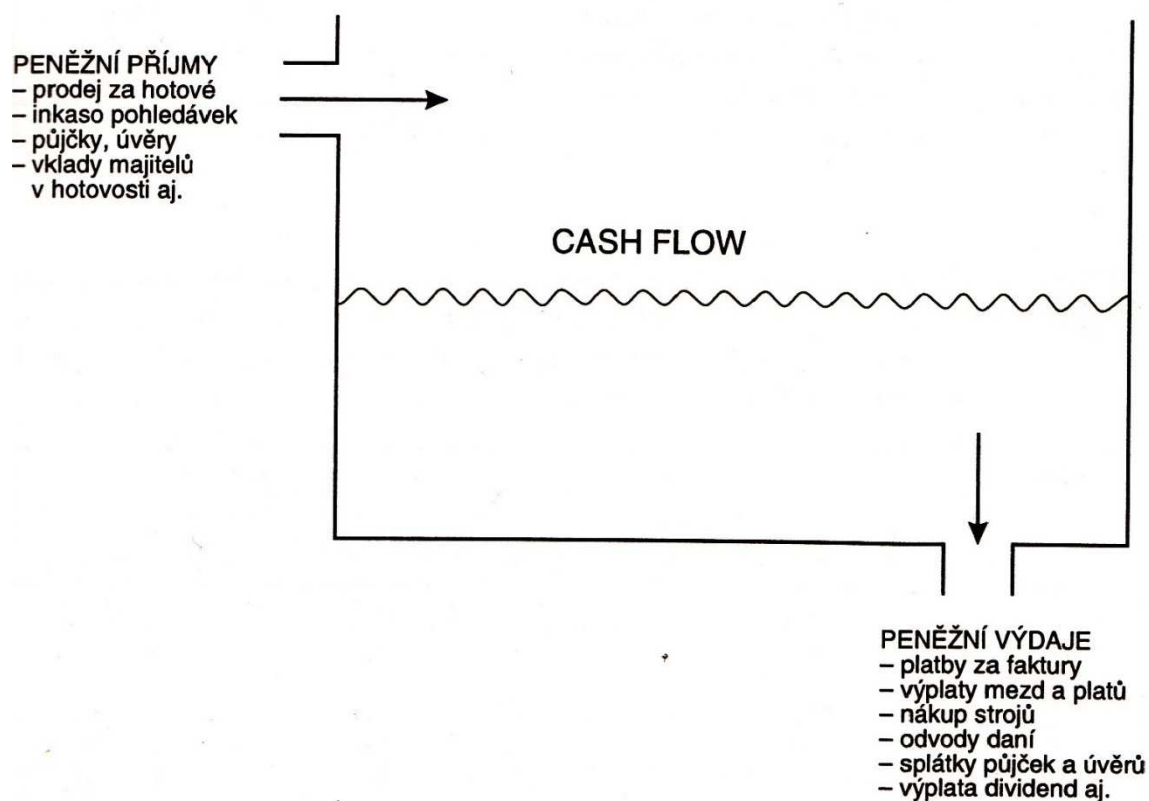 PENĚŽNÍ PŘÍJMY
– prodej za hotové
– inkaso pohledávek
– půjčky, úvěry
– vklady majitelů
v hotovosti aj.
CASH FLOW
PENĚŽNÍ VÝDAJE
– platby za faktury
– výplaty mezd a platů
– nákup strojů
– odvody daní
– splátky půjček a úvěrů
– výplata dividend aj.